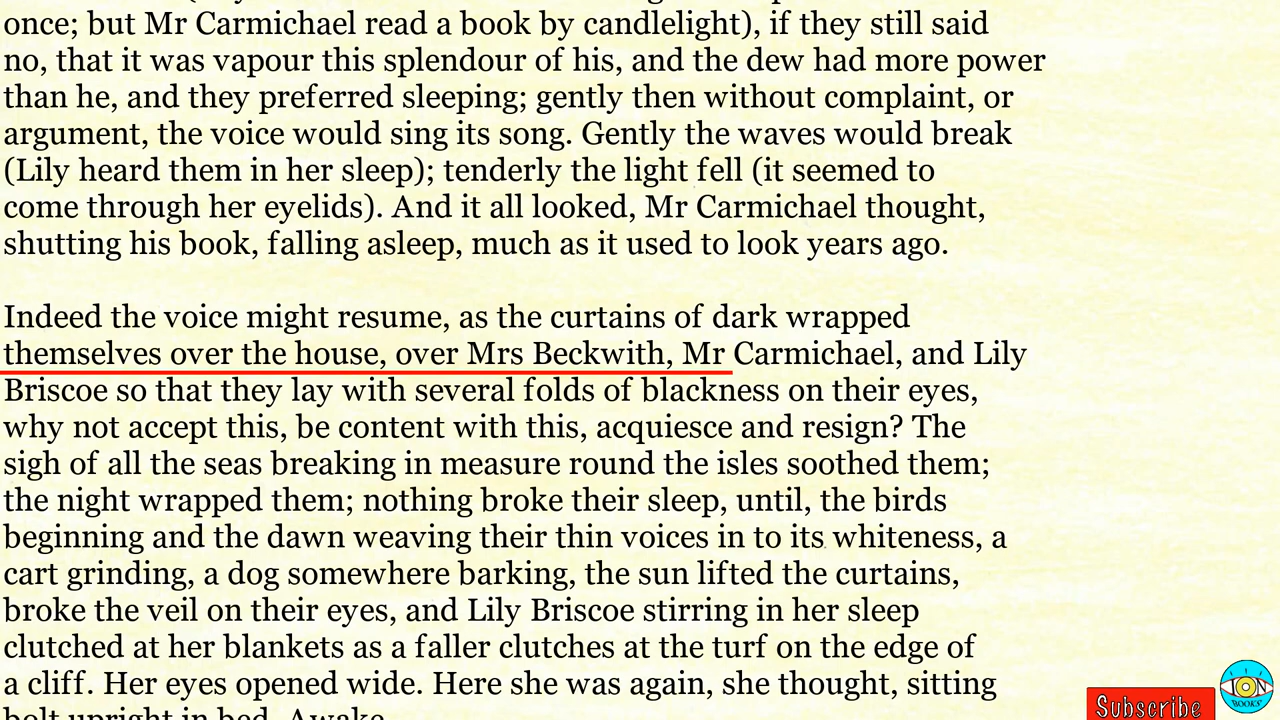 once; but Mr Carmichael read a book by candlelight), if they still said
no, that it was vapour this splendour of his, and the dew had more power
than he, and they preferred sleeping; gently then without complaint, or
argument, the voice would sing its song. Gently the waves would break
(Lily heard them in her sleep); tenderly the light fell (it seemed to
come through her eyelids). And it all looked, Mr Carmichael thought,
shutting his book, falling asleep, much as it used to look years ago.
Indeed the voice might resume, as the curtains of dark wrapped
themselves over the house, over Mrs Beckwith, Mr Carmichael, and Lily
Briscoe so that they lay with several folds of blackness on their eyes,
why not accept this, be content with this, acquiesce and resign? The
sigh of all the seas breaking in measure round the isles soothed them;
the night wrapped them; nothing broke their sleep, until, the birds
beginning and the dawn weaving their thin voices in to its whiteness, a
cart grinding, a dog somewhere barking, the sun lifted the curtains,
broke the veil on their eyes, and Lily Briscoe stirring in her sleep
clutched at her blankets as a faller clutches at the turf on the edge of
a cliff. Her eyes opened wide. Here she was again, she thought, sitting
bolt upright in bed. Awake.
Subscribe
ION
BOOKS